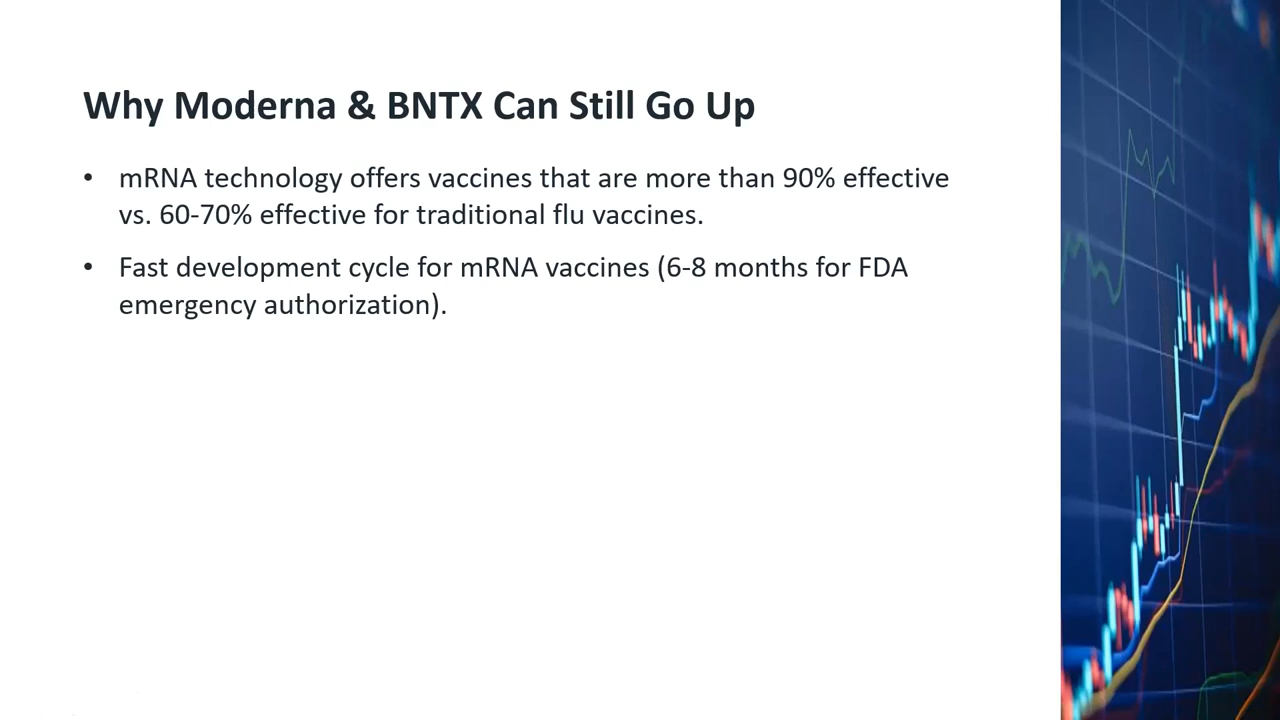 Why Moderna & BNTX Can Still Go Up
• mRNA technology offers vaccines that are more than 90% effective
vs. 60-70% effective for traditional flu vaccines.
• Fast development cycle for mRNA vaccines (6-8 months for FDA
emergency authorization).